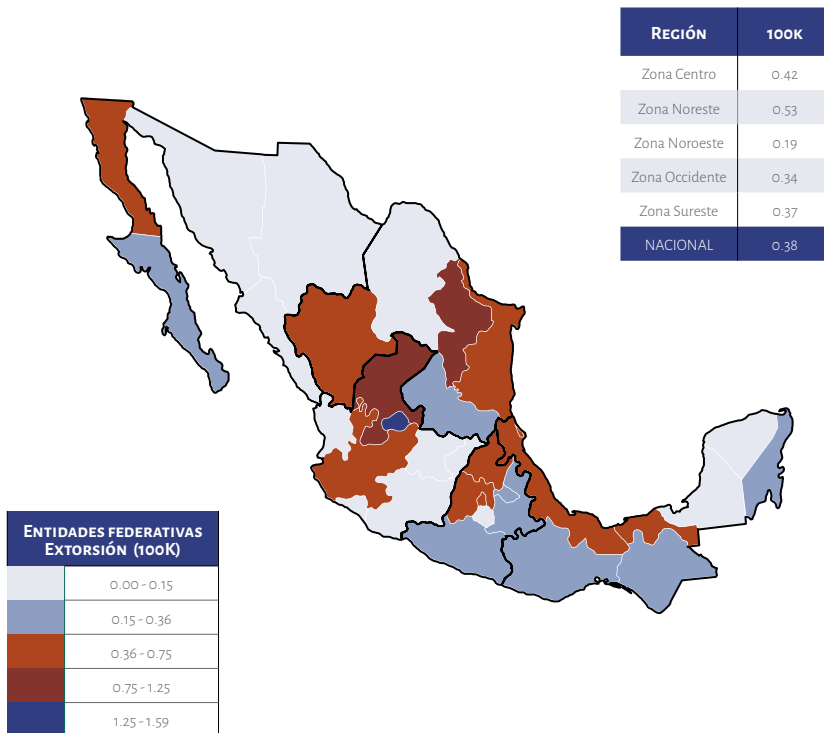 Región 100k
Zona Centro 0.42
Zona Noreste 0.53
Zona Noroeste 0.19
Zona Occidente 0.34
Zona Sureste 0.37
NACIONAL 0.38
Entidades federativas
Extorsión (100K)
0.00 - 0.15
0.15 - 0.36
0.36 - 0.75
0.75 - 1.25
1.25 - 1.59